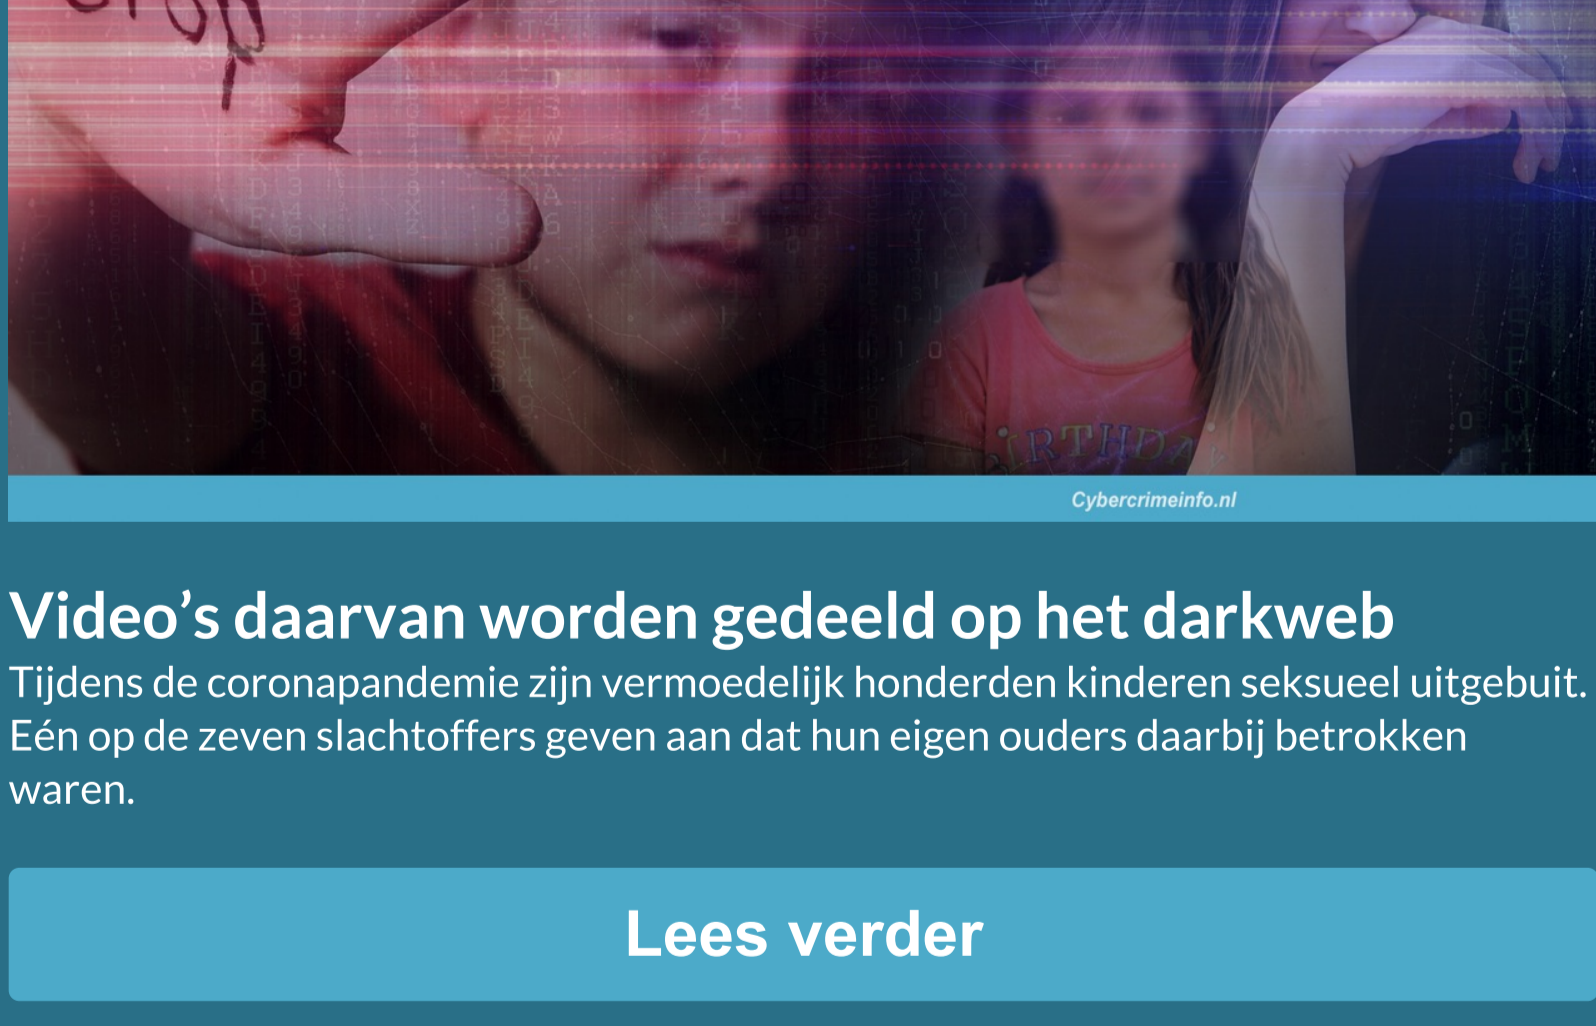 Cybercrimeinfo.nl
Video’s daarvan worden gedeeld op het darkweb
Tijdens de coronapandemie zijn vermoedelijk honderden kinderen seksueel uitgebuit.
Eén op de zeven slachtoffers geven aan dat hun eigen ouders daarbij betrokken
waren.
Lees verder